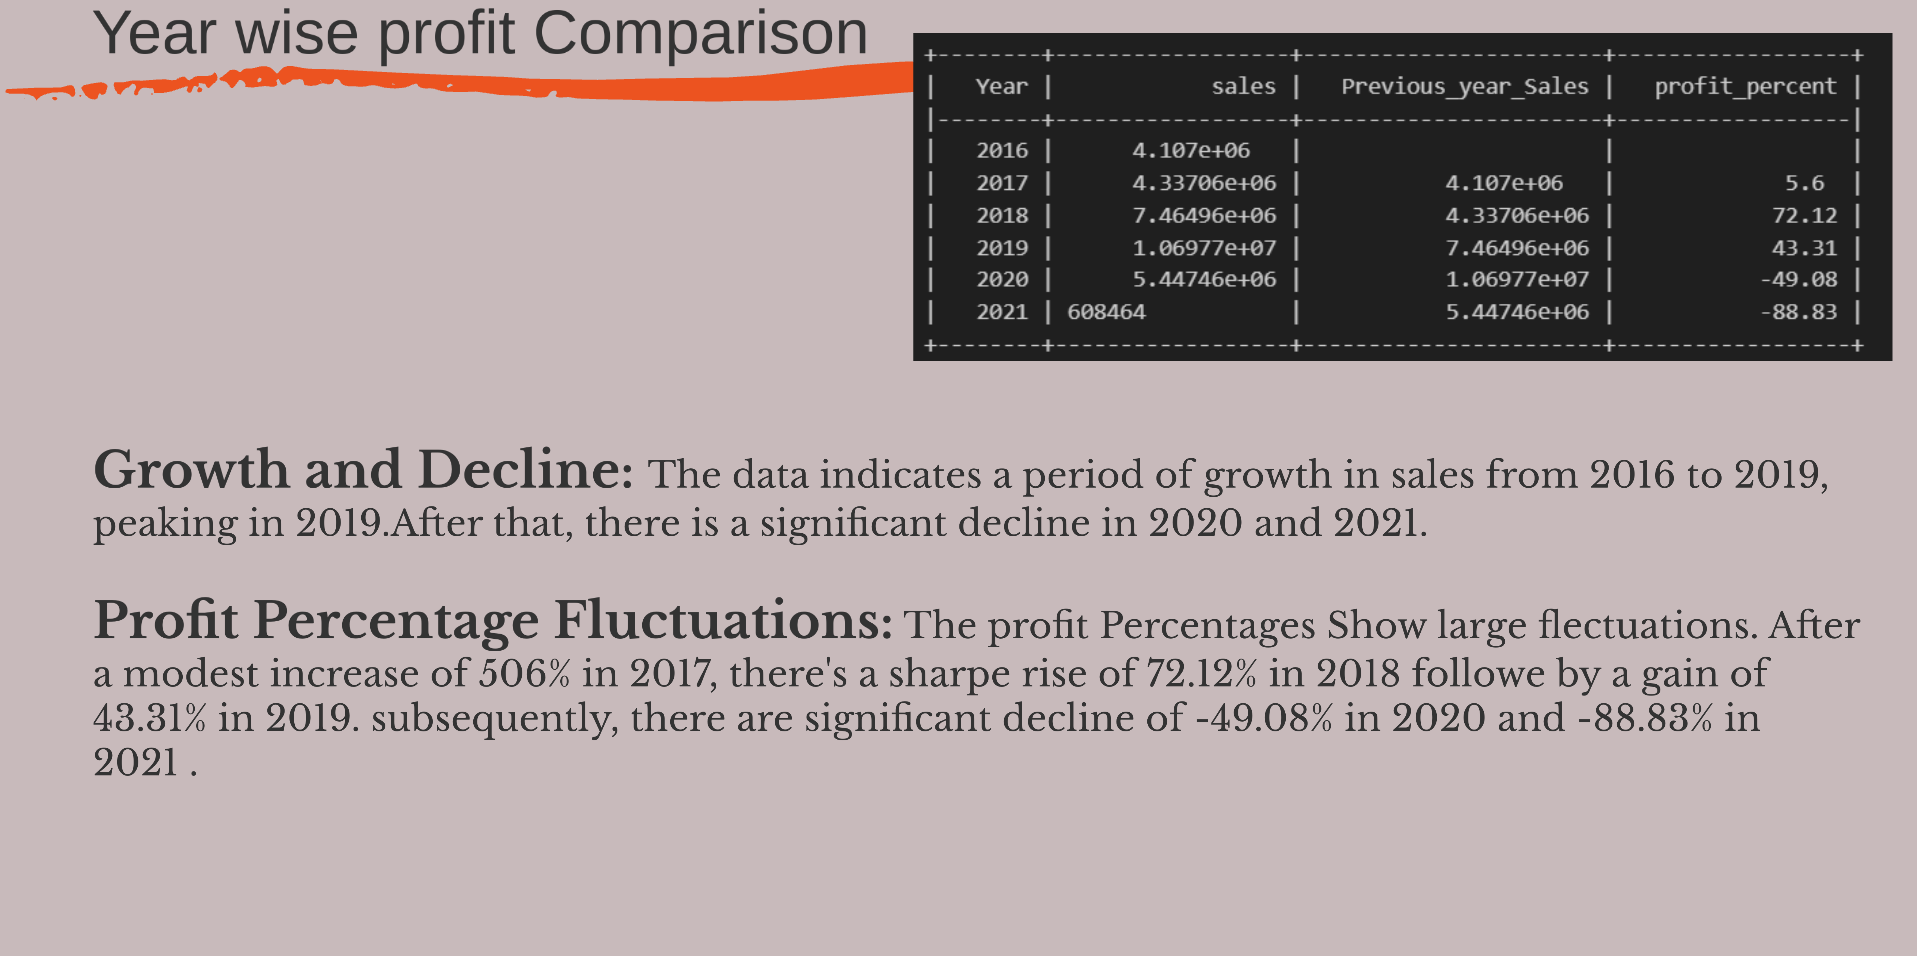 Year wise profit Comparison
+--------+------------------+------------------------+------------------+
|   Year |            sales |   Previous_year_Sales |   profit_percent |
|--------+------------------+------------------------+------------------|
|   2016 |      4.107e+06   |                        |                  |
|   2017 |      4.33706e+06 |           4.107e+06   |             5.6  |
|   2018 |      7.46496e+06 |           4.33706e+06 |            72.12 |
|   2019 |      1.06977e+07 |           7.46496e+06 |            43.31 |
|   2020 |      5.44746e+06 |           1.06977e+07 |           -49.08 |
|   2021 | 608464           |           5.44746e+06 |           -88.83 |
+--------+------------------+------------------------+------------------+
Growth and Decline: The data indicates a period of growth in sales from 2016 to 2019,
peaking in 2019.After that, there is a significant decline in 2020 and 2021.
Profit Percentage Fluctuations: The profit Percentages Show large flectuations. After
a modest increase of 506% in 2017, there's a sharpe rise of 72.12% in 2018 followe by a gain of
43.31% in 2019. subsequently, there are significant decline of -49.08% in 2020 and -88.83% in
2021 .